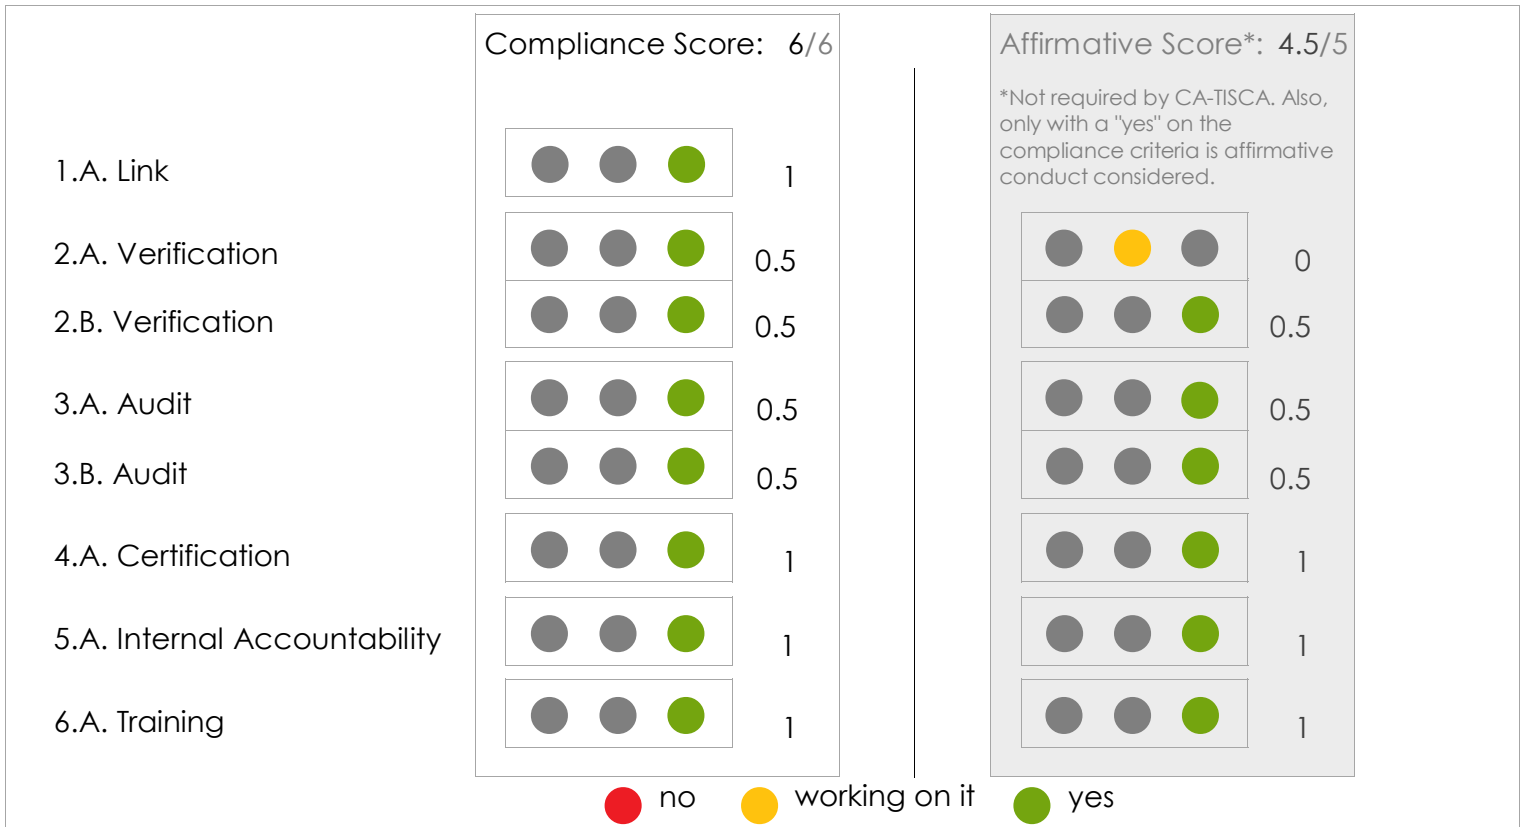 Compliance Score: 6/6
Affirmative Score*: 4.5/5
*Not required by CA-TISCA. Also,
only with a "yes" on the
compliance criteria is affirmative
conduct considered.
1.A. Link 1
2.A. Verification 0.5 0
2.B. Verification 0.5 0.5
3.A. Audit 0.5 0.5
3.B. Audit 0.5 0.5
4.A. Certification 1 1
5.A. Internal Accountability 1 1
6.A. Training 1 1
no working on it yes